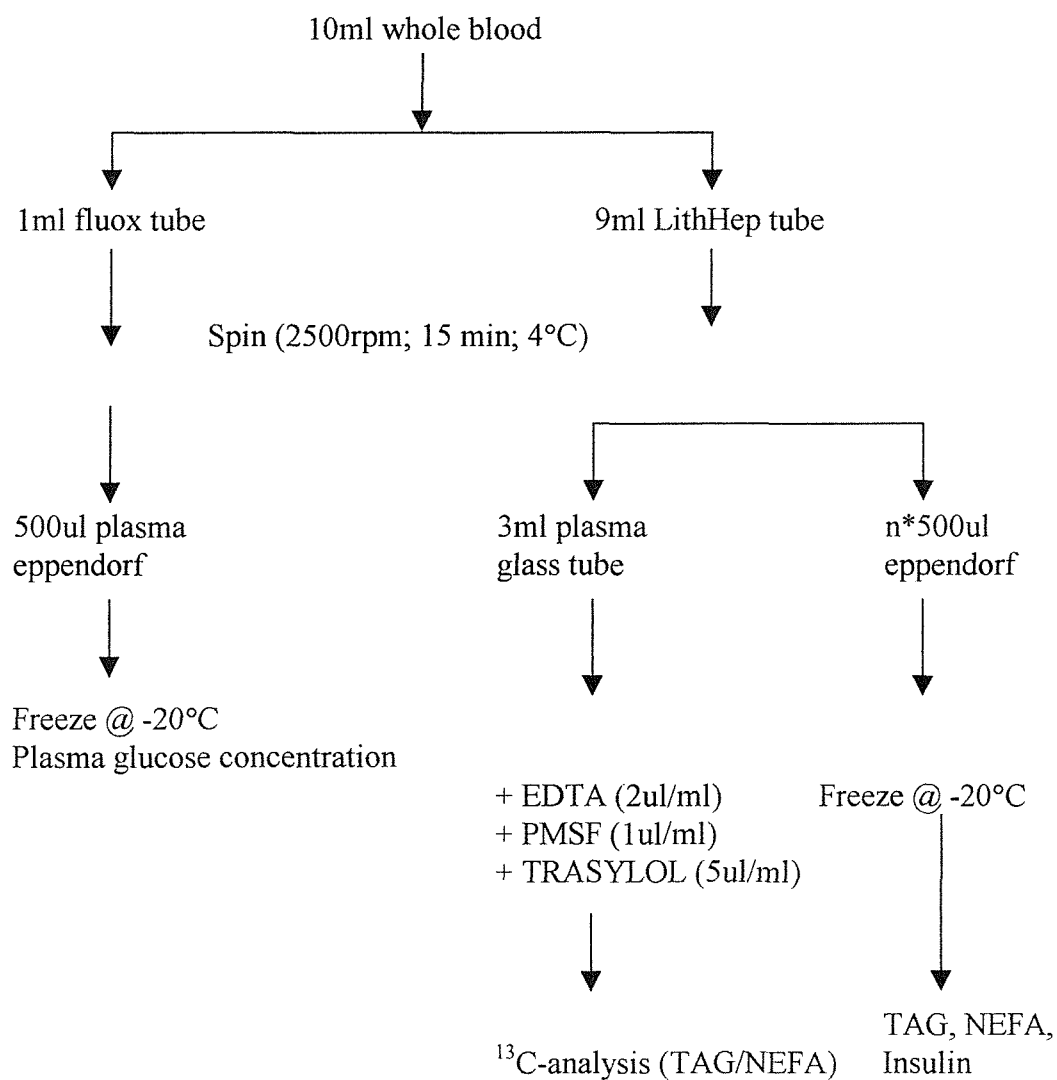 10ml whole blood
1ml fluox tube
9ml LithHep tube
Spin (2500rpm; 15 min; 4°C)
500ul plasma
eppendorf
3ml plasma
glass tube
n*500ul
eppendorf
Freeze @ -20°C
Plasma glucose concentration
+ EDTA (2ul/ml)
+ PMSF (1ul/ml)
+ TRASYLOL (5ul/ml)
Freeze @ -20°C
¹³C-analysis (TAG/NEFA)
TAG, NEFA,
Insulin